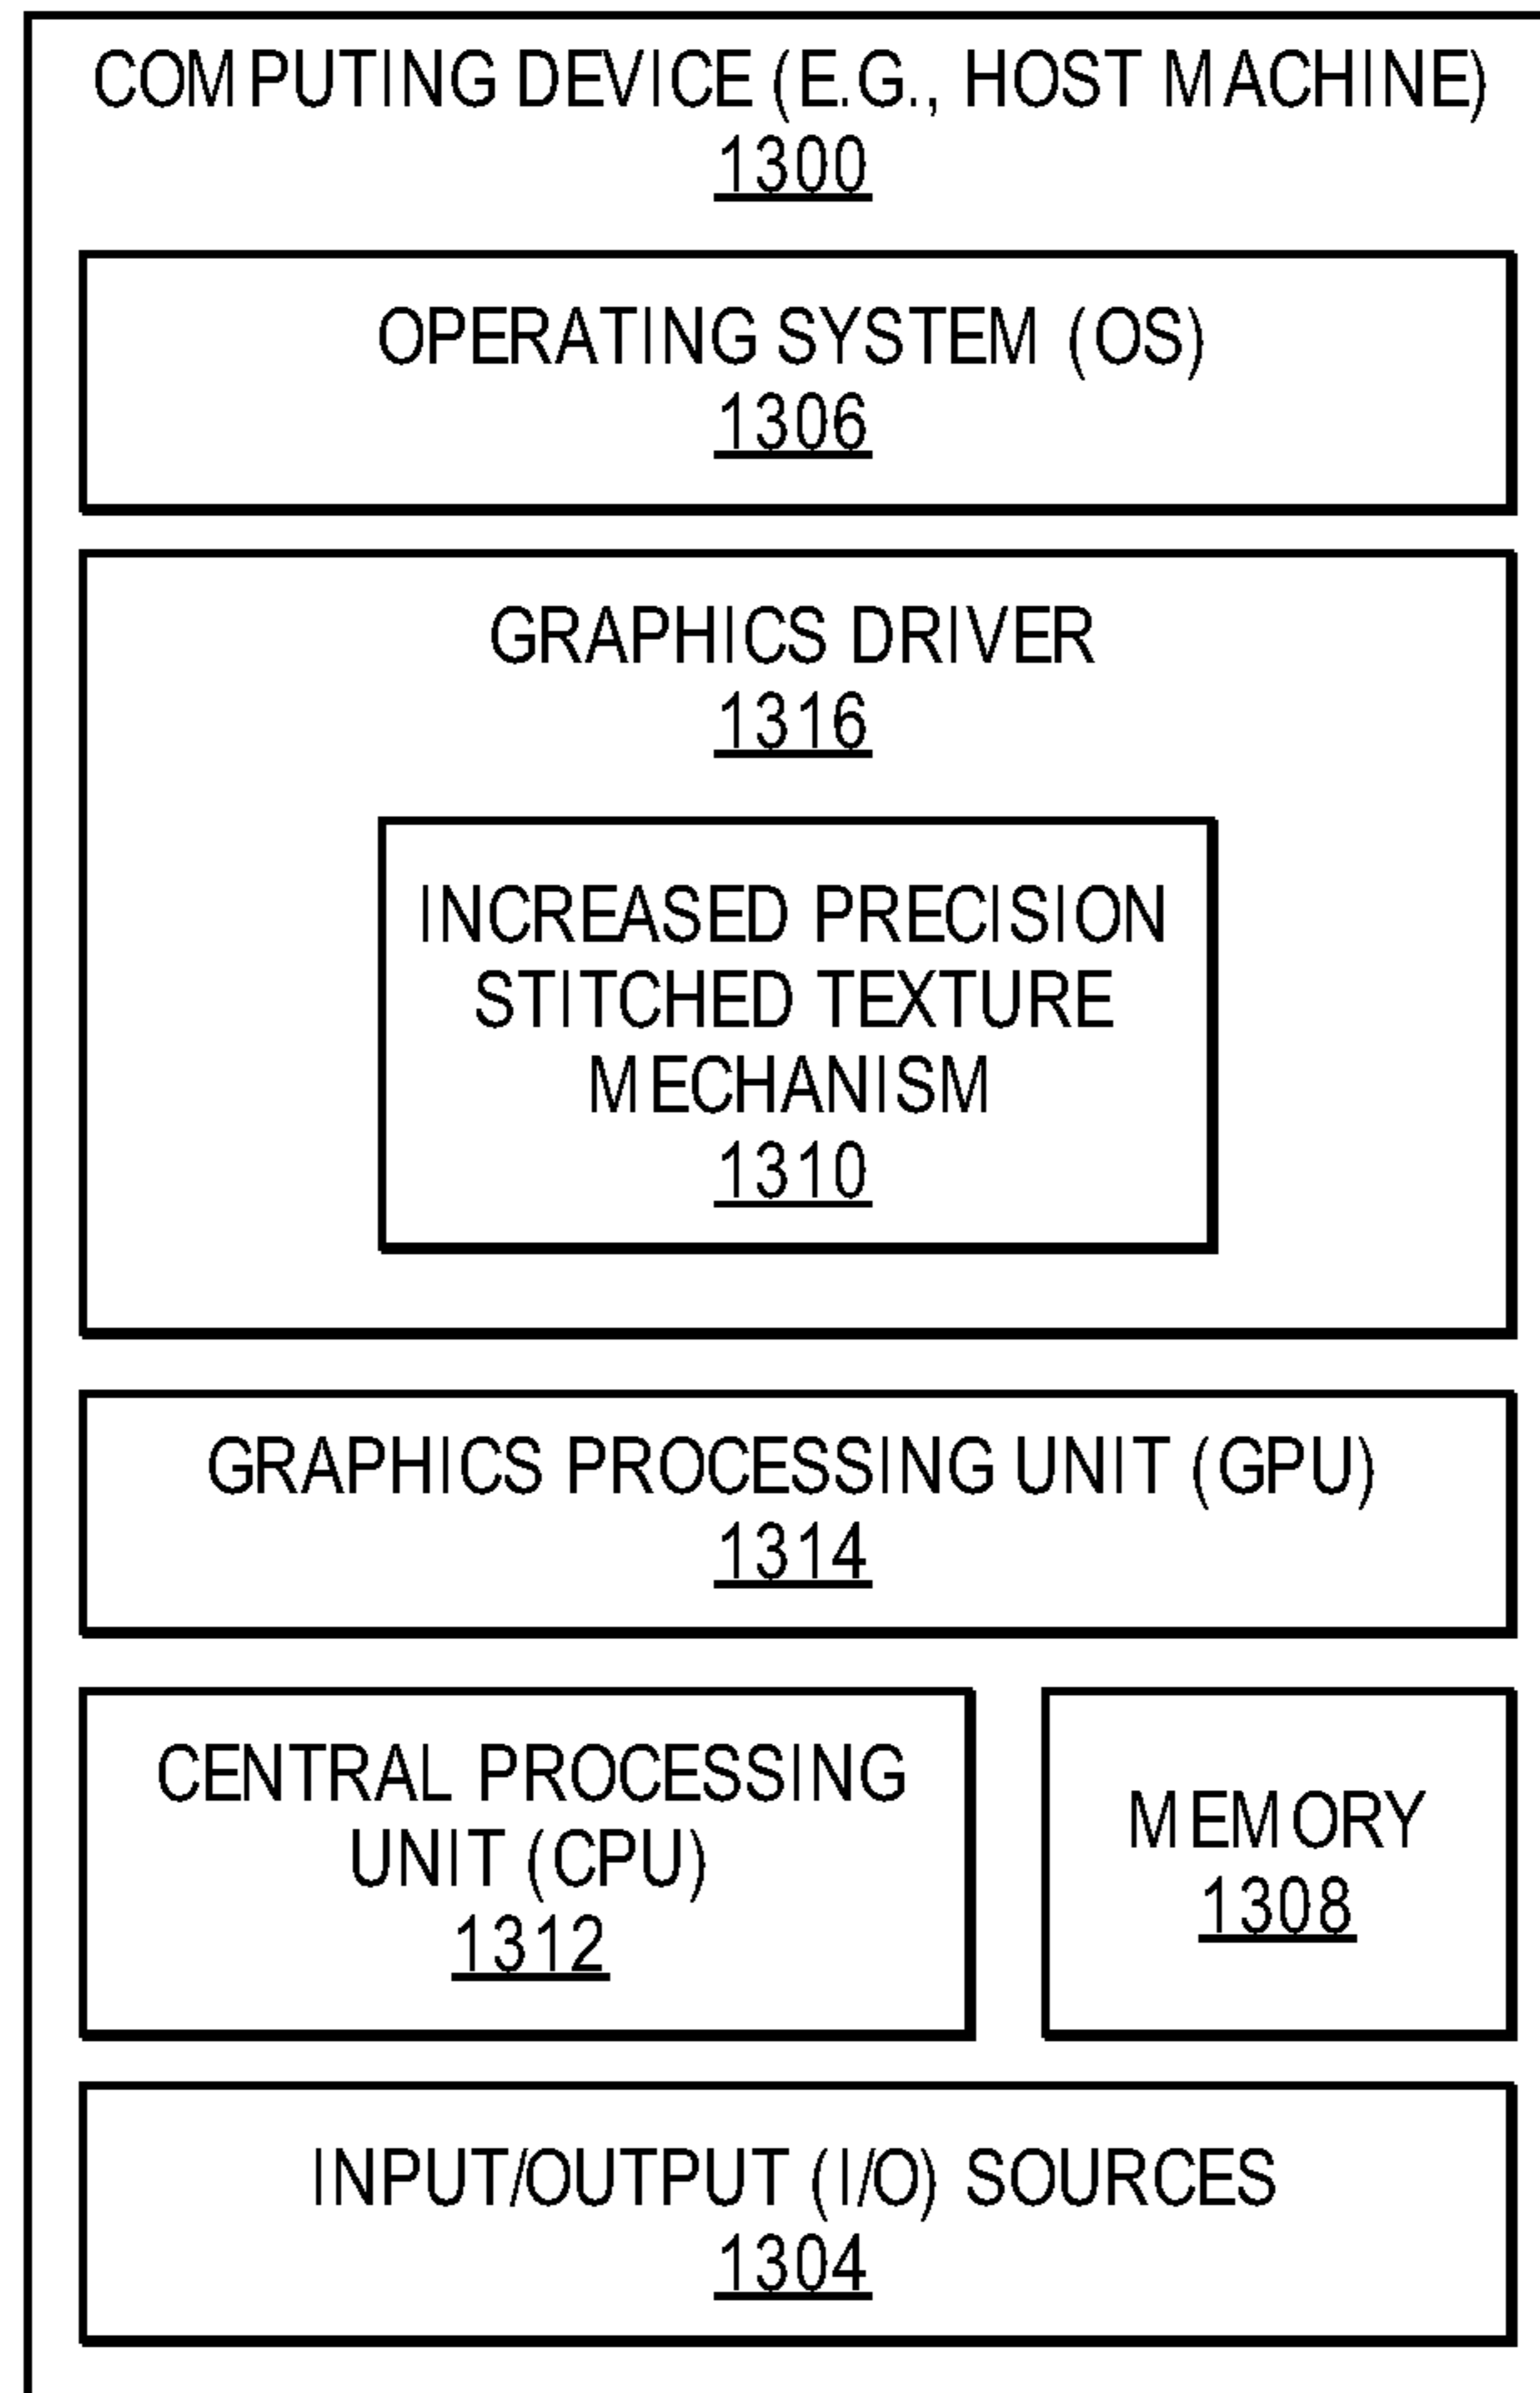 COMPUTING DEVICE (E.G., HOST MACHINE)
1300
OPERATING SYSTEM (OS)
1306
GRAPHICS DRIVER
1316
INCREASED PRECISION
STITCHED TEXTURE
MECHANISM
1310
GRAPHICS PROCESSING UNIT (GPU)
1314
CENTRAL PROCESSING
UNIT (CPU)
1312
MEMORY
1308
INPUT/OUTPUT (I/O) SOURCES
1304